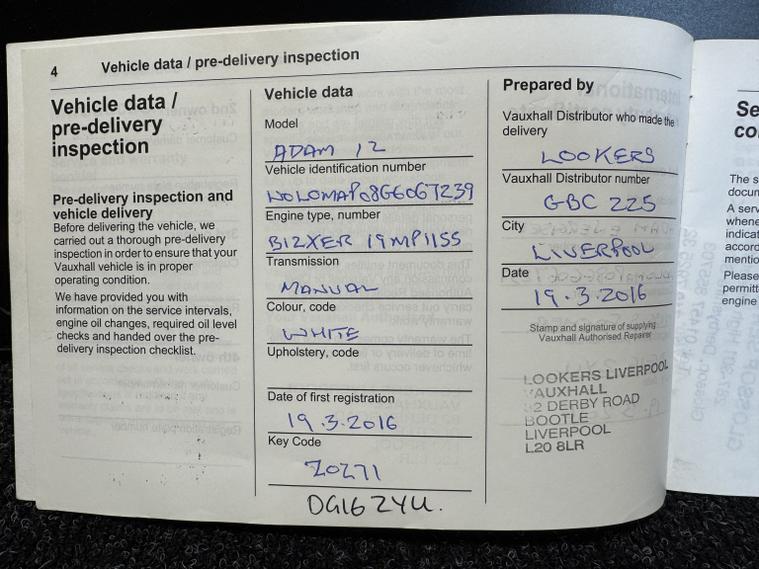 4 Vehicle data / pre-delivery inspection
Vehicle data /
pre-delivery
inspection
Pre-delivery inspection and
vehicle delivery
Before delivering the vehicle, we
carried out a thorough pre-delivery
inspection in order to ensure that your
Vauxhall vehicle is in proper
operating condition.
We have provided you with
information on the service intervals,
engine oil changes, required oil level
checks and handed over the pre-
delivery inspection checklist.
Vehicle data
Model
ADAM 12
Vehicle identification number
W0L0MAP08G6067239
Engine type, number
B12XER 19MP1155
Transmission
MANUAL
Colour, code
WHITE
Upholstery, code
Date of first registration
19.3.2016
Key Code
Z0271
DG16 ZYU.
Prepared by
Vauxhall Distributor who made the
delivery
LOOKERS
Vauxhall Distributor number
GBC 225
City
LIVERPOOL
Date
19.3.2016
Stamp and signature of supplying
Vauxhall Authorised Repairer
LOOKERS LIVERPOOL
VAUXHALL
DERBY ROAD
BOOTLE
LIVERPOOL
L20 8LR